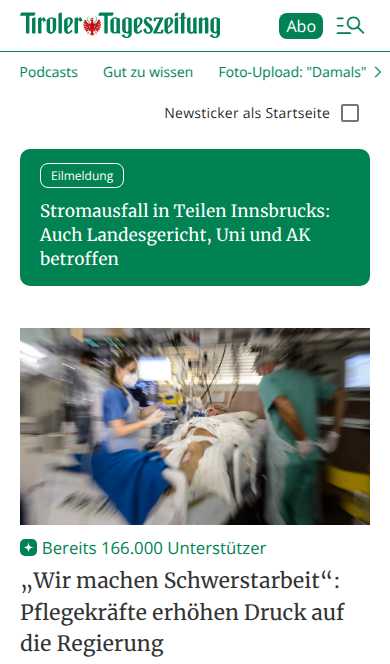 Tiroler Tageszeitung
Abo
Podcasts Gut zu wissen Foto-Upload: "Damals"
Newsticker als Startseite
Eilmeldung
Stromausfall in Teilen Innsbrucks:
Auch Landesgericht, Uni und AK
betroffen
Bereits 166.000 Unterstützer
„Wir machen Schwerstarbeit“:
Pflegekräfte erhöhen Druck auf
die Regierung